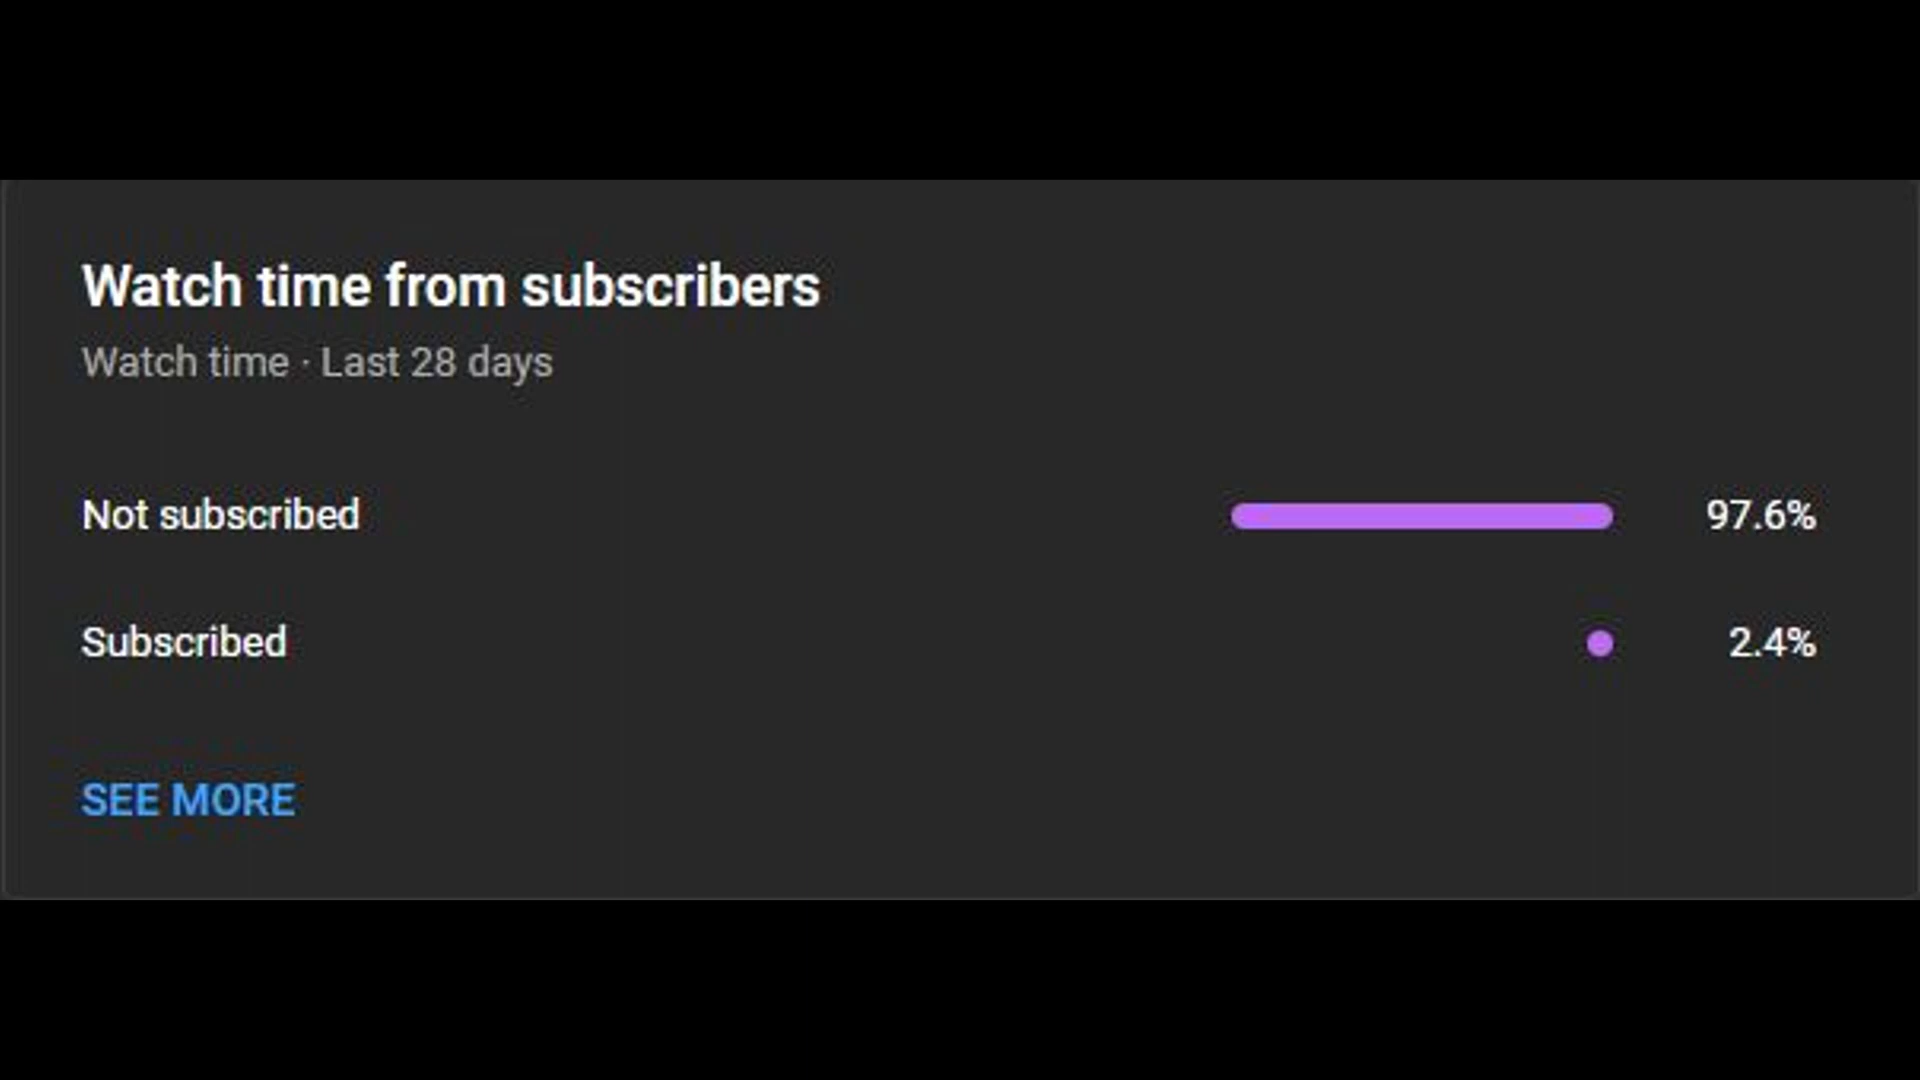 Watch time from subscribers
Watch time · Last 28 days
Not subscribed 97.6%
Subscribed 2.4%
SEE MORE